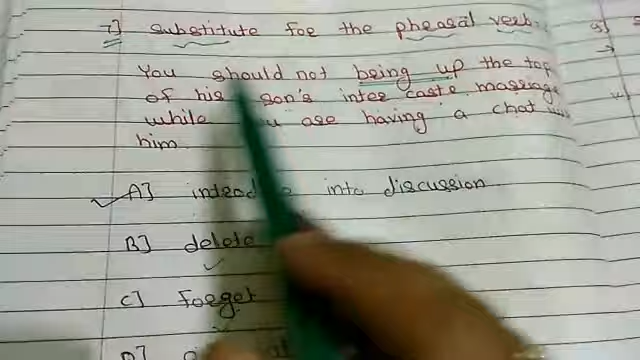 7] substitute for the phrasal verb.
You should not bring up the top
of his son's inter caste marriage
while are having a chat
him
A] into discussion
B] delete
C] Forget
D]